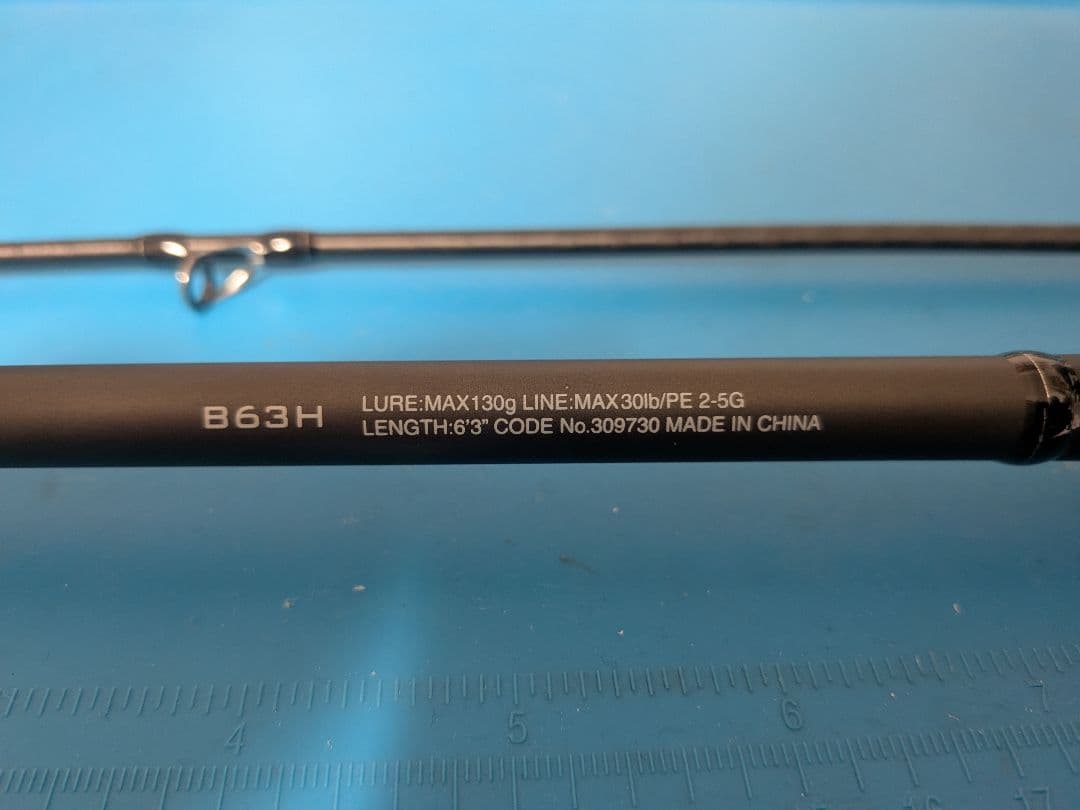 B63H
LURE:MAX130g LINE:MAX30lb/PE 2-5G
LENGTH:6'3" CODE No.309730 MADE IN CHINA
4 5 6 7
17